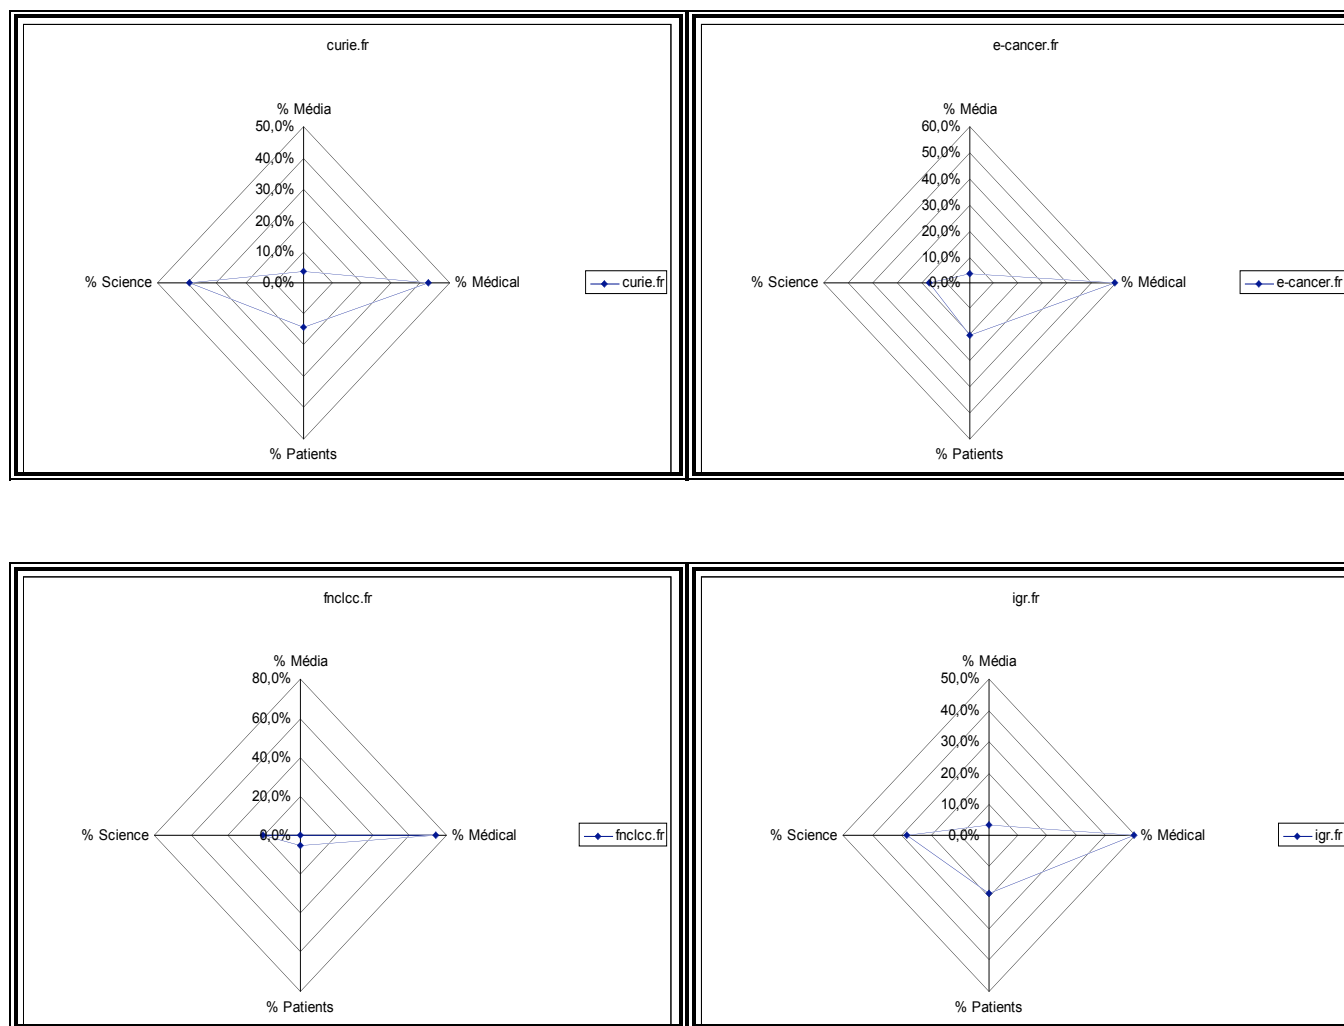 curie.fr
% Média
50,0%
40,0%
30,0%
20,0%
10,0%
% Science
0,0%
% Médical
curie.fr
% Patients
e-cancer.fr
% Média
60,0%
50,0%
40,0%
30,0%
20,0%
10,0%
% Science
0,0%
% Médical
e-cancer.fr
% Patients
fnclcc.fr
% Média
80,0%
60,0%
40,0%
20,0%
% Science
0,0%
% Médical
fnclcc.fr
% Patients
igr.fr
% Média
50,0%
40,0%
30,0%
20,0%
10,0%
% Science
0,0%
% Médical
igr.fr
% Patients